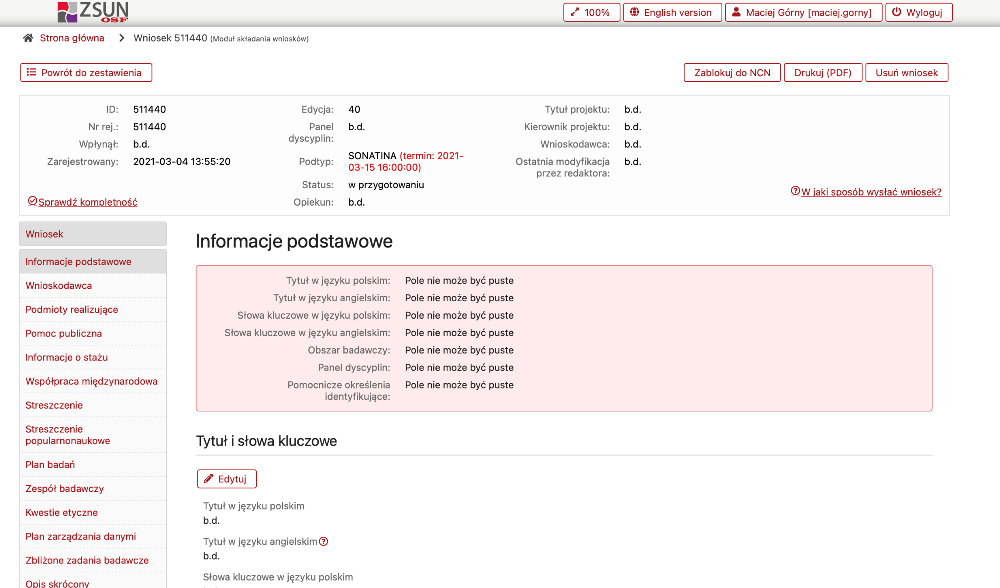 ZSUN
OSF
100%
English version
Maciej Górny [maciej.gorny]
Wyloguj
Strona główna
Wniosek 511440 (Moduł składania wniosków)
Powrót do zestawienia
Zablokuj do NCN
Drukuj (PDF)
Usuń wniosek
ID: 511440
Nr rej.: 511440
Wpłynął: b.d.
Zarejestrowany: 2021-03-04 13:55:20
Sprawdź kompletność
Edycja: 40
Panel b.d.
dyscyplin:
Podtyp: SONATINA (termin: 2021-
03-15 16:00:00)
Status: w przygotowaniu
Opiekun: b.d.
Tytuł projektu: b.d.
Kierownik projektu: b.d.
Wnioskodawca: b.d.
Ostatnia modyfikacja b.d.
przez redaktora:
W jaki sposób wysłać wniosek?
Wniosek
Informacje podstawowe
Wnioskodawca
Podmioty realizujące
Pomoc publiczna
Informacje o stażu
Współpraca międzynarodowa
Streszczenie
Streszczenie
popularnonaukowe
Plan badań
Zespół badawczy
Kwestie etyczne
Plan zarządzania danymi
Zbliżone zadania badawcze
Opis skrócony
Informacje podstawowe
Tytuł w języku polskim: Pole nie może być puste
Tytuł w języku angielskim: Pole nie może być puste
Słowa kluczowe w języku polskim: Pole nie może być puste
Słowa kluczowe w języku angielskim: Pole nie może być puste
Obszar badawczy: Pole nie może być puste
Panel dyscyplin: Pole nie może być puste
Pomocnicze określenia Pole nie może być puste
identyfikujące:
Tytuł i słowa kluczowe
Edytuj
Tytuł w języku polskim
b.d.
Tytuł w języku angielskim
b.d.
Słowa kluczowe w języku polskim